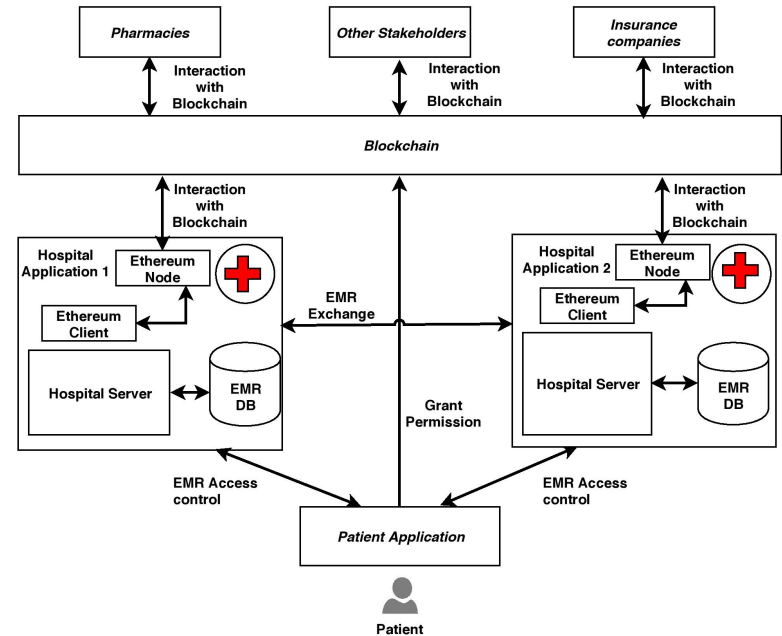 Pharmacies
Other Stakeholders
Insurance
companies
Interaction
with
Blockchain
Interaction
with
Blockchain
Interaction
with
Blockchain
Blockchain
Interaction
with
Blockchain
Interaction
with
Blockchain
Hospital
Application 1
Ethereum
Node
Ethereum
Client
Hospital Server
EMR
DB
EMR
Exchange
Grant
Permission
Hospital
Application 2
Ethereum
Node
Ethereum
Client
Hospital Server
EMR
DB
EMR Access
control
EMR Access
control
Patient Application
Patient